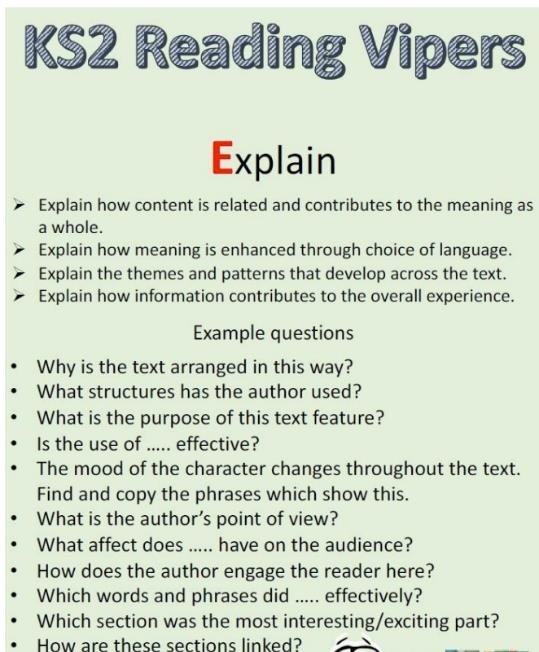 KS2 Reading Vipers
Explain
➢ Explain how content is related and contributes to the meaning as
a whole.
➢ Explain how meaning is enhanced through choice of language.
➢ Explain the themes and patterns that develop across the text.
➢ Explain how information contributes to the overall experience.
Example questions
• Why is the text arranged in this way?
• What structures has the author used?
• What is the purpose of this text feature?
• Is the use of ..... effective?
• The mood of the character changes throughout the text.
Find and copy the phrases which show this.
• What is the author's point of view?
• What affect does ..... have on the audience?
• How does the author engage the reader here?
• Which words and phrases did ..... effectively?
• Which section was the most interesting/exciting part?
• How are these sections linked?